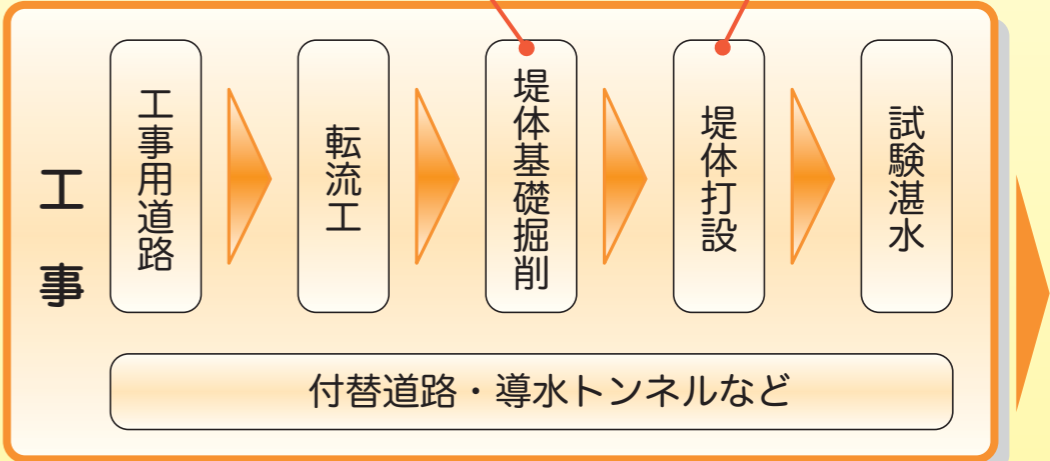 工事
工事用道路
転流工
堤体基礎掘削
堤体打設
試験湛水
付替道路・導水トンネルなど